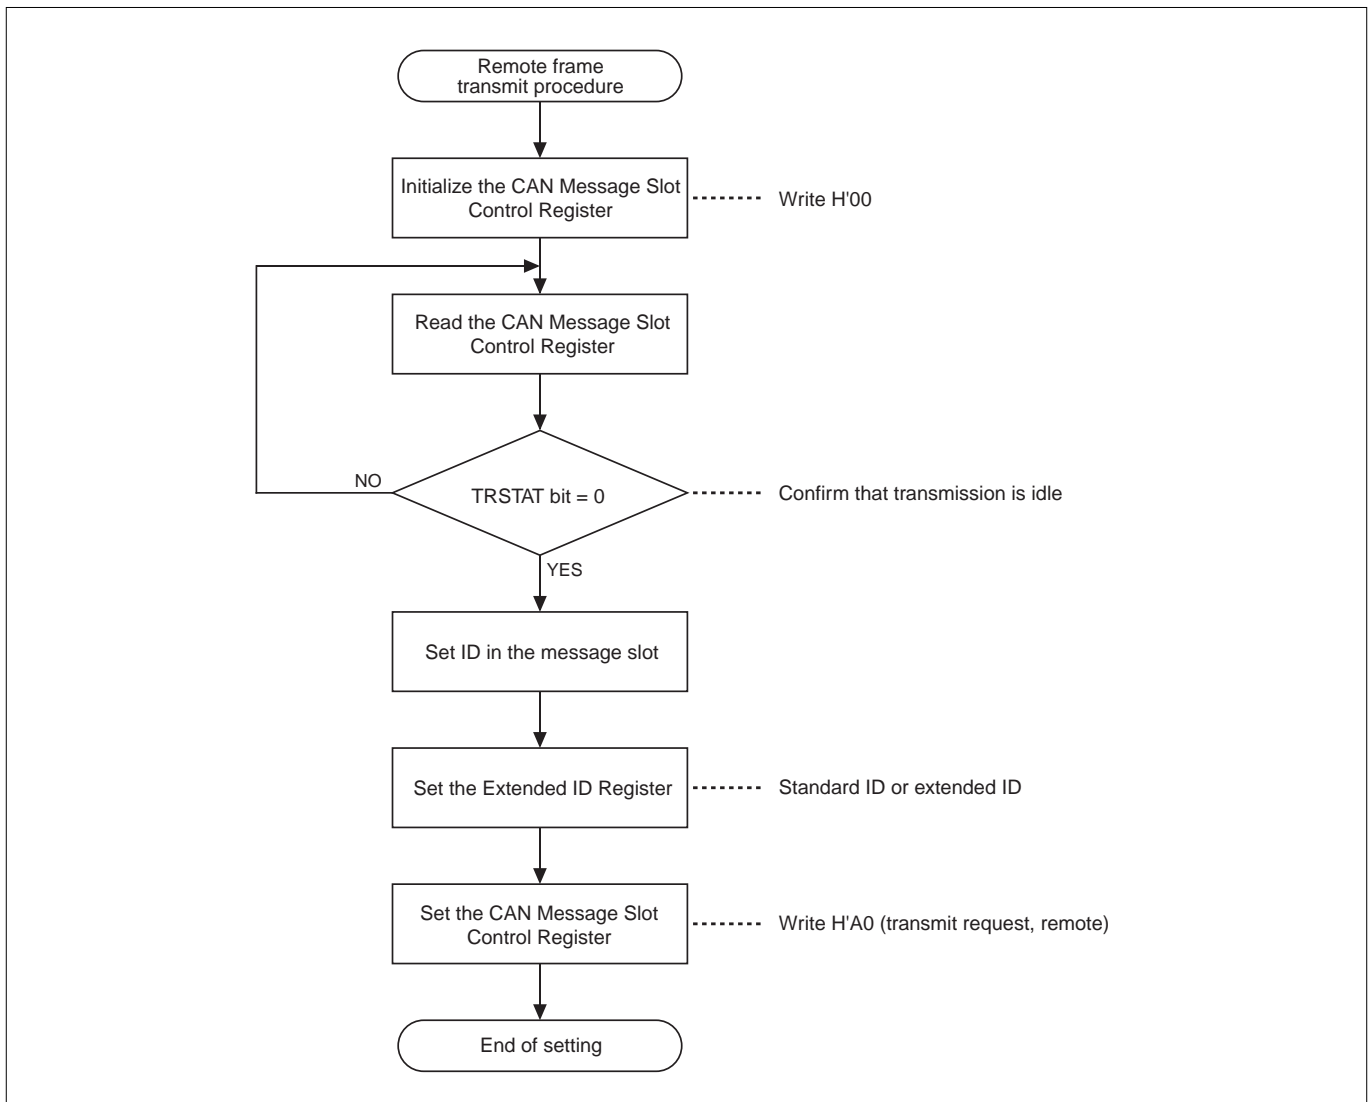 Remote frame
transmit procedure
Initialize the CAN Message Slot
Control Register
Write H'00
Read the CAN Message Slot
Control Register
NO
TRSTAT bit = 0
Confirm that transmission is idle
YES
Set ID in the message slot
Set the Extended ID Register
Standard ID or extended ID
Set the CAN Message Slot
Control Register
Write H'A0 (transmit request, remote)
End of setting